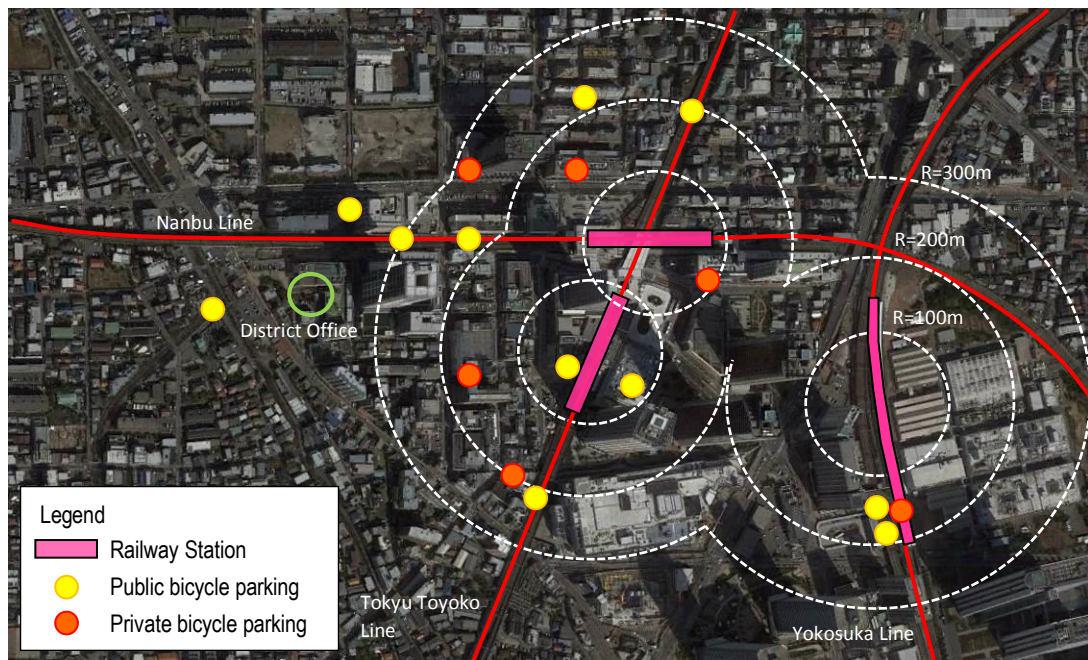 R=300m
Nanbu Line
R=200m
District Office
R=100m
Legend
Railway Station
Public bicycle parking
Private bicycle parking
Tokyu Toyoko
Line
Yokosuka Line